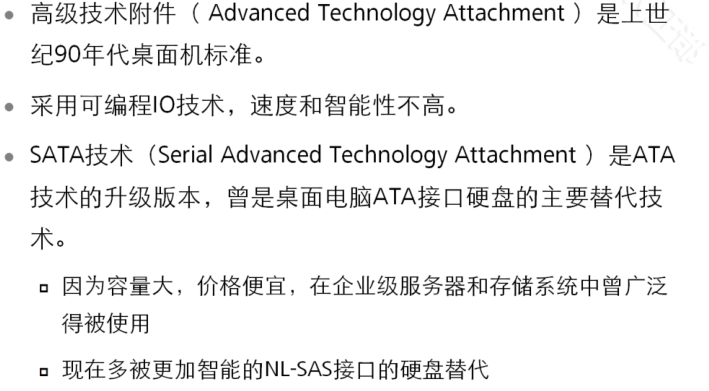 高级技术附件（ Advanced Technology Attachment ）是上世
纪90年代桌面机标准。
采用可编程IO技术，速度和智能性不高。
SATA技术（Serial Advanced Technology Attachment ）是ATA
技术的升级版本，曾是桌面电脑ATA接口硬盘的主要替代技
术。
因为容量大，价格便宜，在企业级服务器和存储系统中曾广泛
得被使用
现在多被更加智能的NL-SAS接口的硬盘替代